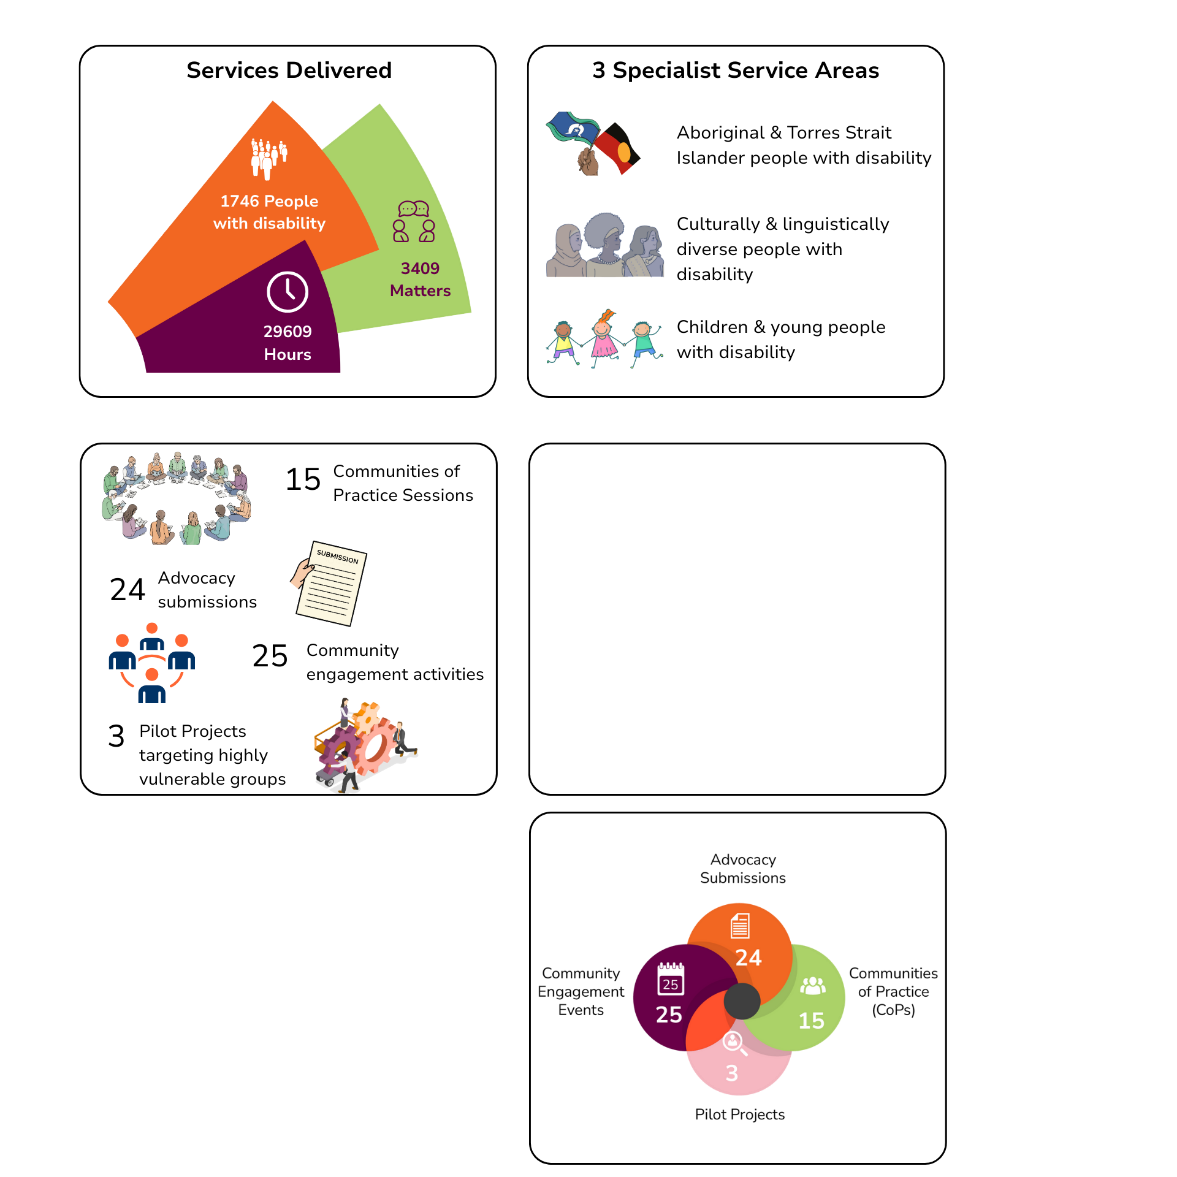 Services Delivered
1746 People
with disability
3409
Matters
29609
Hours
3 Specialist Service Areas
Aboriginal & Torres Strait
Islander people with disability
Culturally & linguistically
diverse people with
disability
Children & young people
with disability
15
Communities of
Practice Sessions
SUBMISSION
24
Advocacy
submissions
25
Community
engagement activities
3
Pilot Projects
targeting highly
vulnerable groups
Advocacy
Submissions
24
Community
Engagement
Events
25
25
Communities
of Practice
(CoPs)
15
3
Pilot Projects